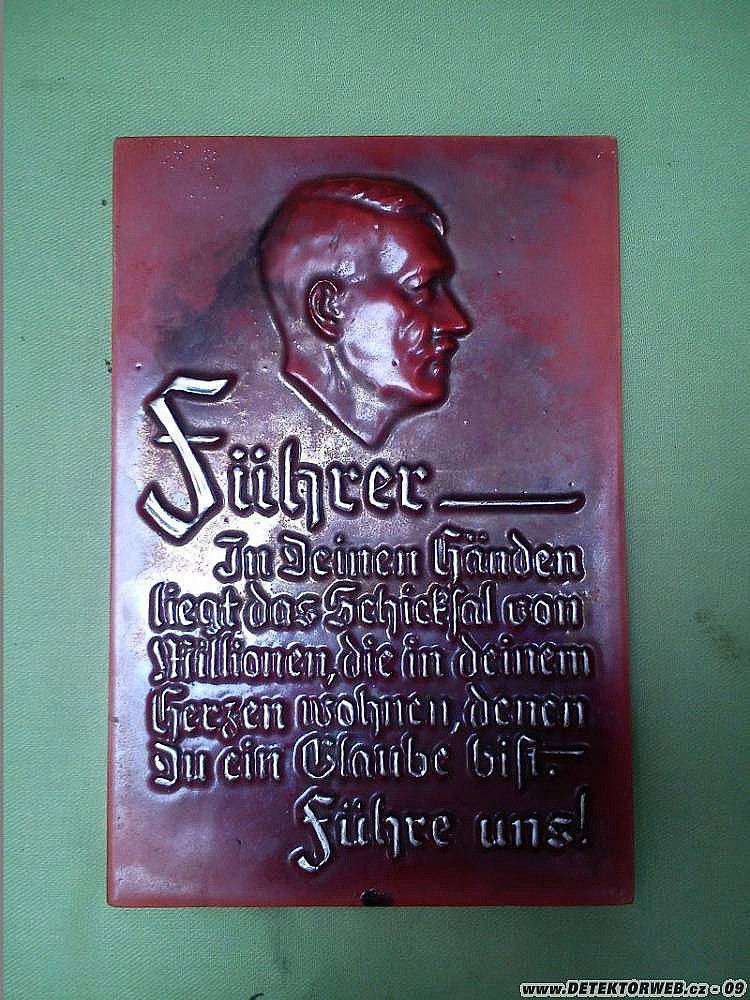 Führer —
In Deinen Händen
liegt das Schickſal von
Millionen, die in deinem
Herzen wohnen, denen
Du ein Glaube biſt. —
Führe uns!
www.DETEKTORWEB.cz - 09